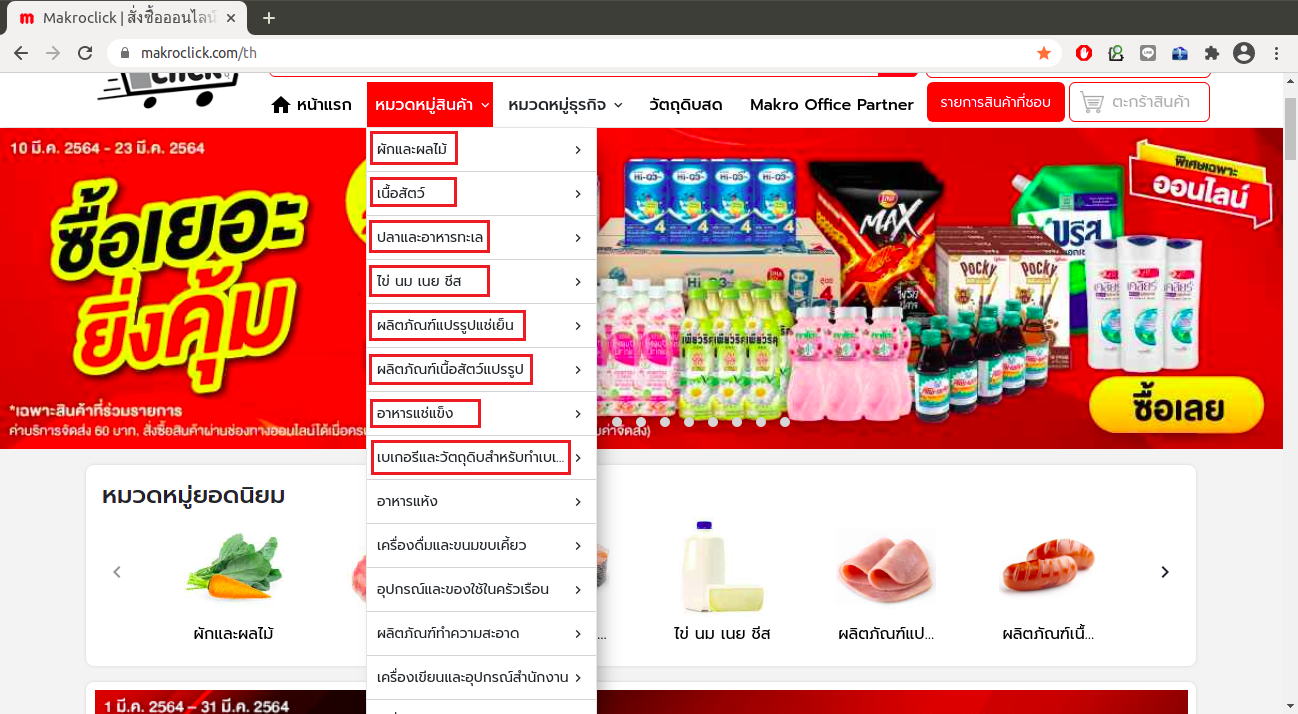 Makroclick | สั่งซื้อออนไลน์
makroclick.com/th
click
หน้าแรก
หมวดหมู่สินค้า
หมวดหมู่ธุรกิจ
วัตถุดิบสด
Makro Office Partner
รายการสินค้าที่ชอบ
ตะกร้าสินค้า
10 มี.ค. 2564 - 23 มี.ค. 2564
ซื้อเยอะ
ยิ่งคุ้ม
*เฉพาะสินค้าที่ร่วมรายการ
ค่าบริการจัดส่ง 60 บาท, สั่งซื้อสินค้าผ่านช่องทางออนไลน์ได้เมื่อคร
ค่าจัดส่ง)
พิเศษเฉพาะ
ออนไลน์
Hi-Q3+
4
MAX
POCKY
POCKY
เพียวริคุ
ซื้อเลย
ผักและผลไม้
เนื้อสัตว์
ปลาและอาหารทะเล
ไข่ นม เนย ชีส
ผลิตภัณฑ์แปรรูปแช่เย็น
ผลิตภัณฑ์เนื้อสัตว์แปรรูป
อาหารแช่แข็ง
เบเกอรีและวัตถุดิบสำหรับทำเบเ...
อาหารแห้ง
เครื่องดื่มและขนมขบเคี้ยว
อุปกรณ์และของใช้ในครัวเรือน
ผลิตภัณฑ์ทำความสะอาด
เครื่องเขียนและอุปกรณ์สำนักงาน
หมวดหมู่ยอดนิยม
ผักและผลไม้
...
ไข่ นม เนย ชีส
ผลิตภัณฑ์แป...
ผลิตภัณฑ์เนื้...
1 มี.ค. 2564 – 31 มี.ค. 2564